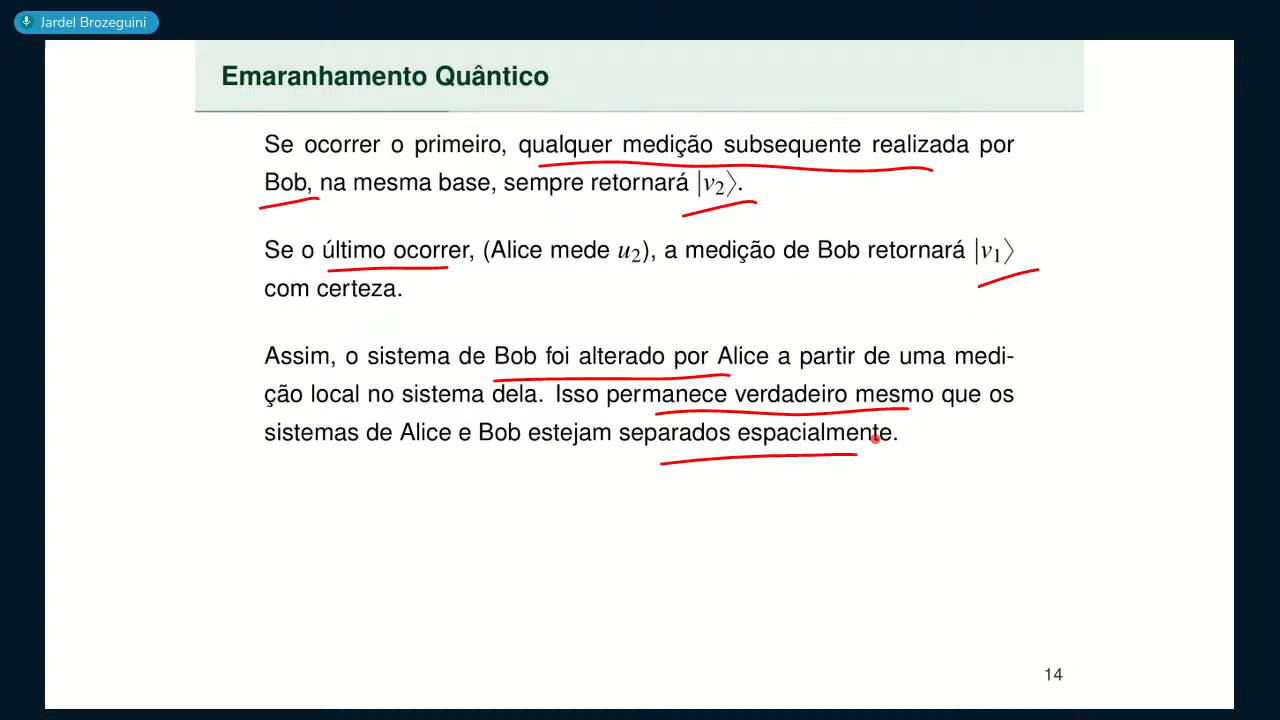 Jardel Brozeguini
Emaranhamento Quântico
Se ocorrer o primeiro, qualquer medição subsequente realizada por
Bob, na mesma base, sempre retornará |v₂⟩.
Se o último ocorrer, (Alice mede u₂), a medição de Bob retornará |v₁⟩
com certeza.
Assim, o sistema de Bob foi alterado por Alice a partir de uma medi-
ção local no sistema dela. Isso permanece verdadeiro mesmo que os
sistemas de Alice e Bob estejam separados espacialmente.
14